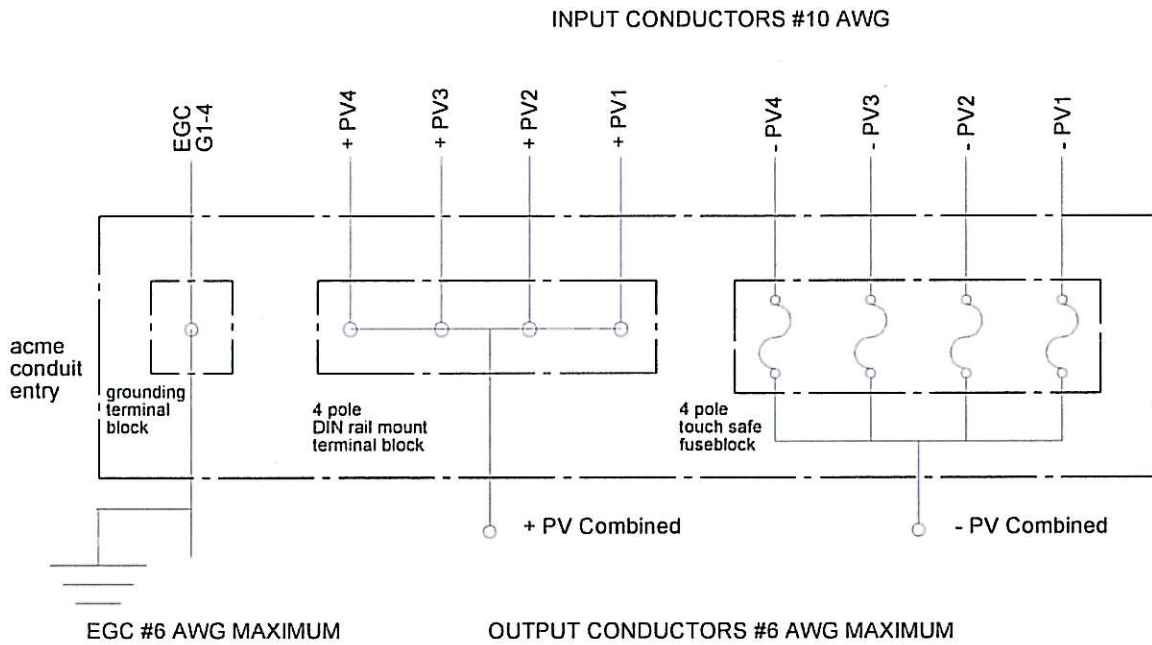 INPUT CONDUCTORS #10 AWG
EGC
G1-4
+ PV4
+ PV3
+ PV2
+ PV1
- PV4
- PV3
- PV2
- PV1
acme
conduit
entry
grounding
terminal
block
4 pole
DIN rail mount
terminal block
4 pole
touch safe
fuseblock
+ PV Combined
- PV Combined
EGC #6 AWG MAXIMUM
OUTPUT CONDUCTORS #6 AWG MAXIMUM